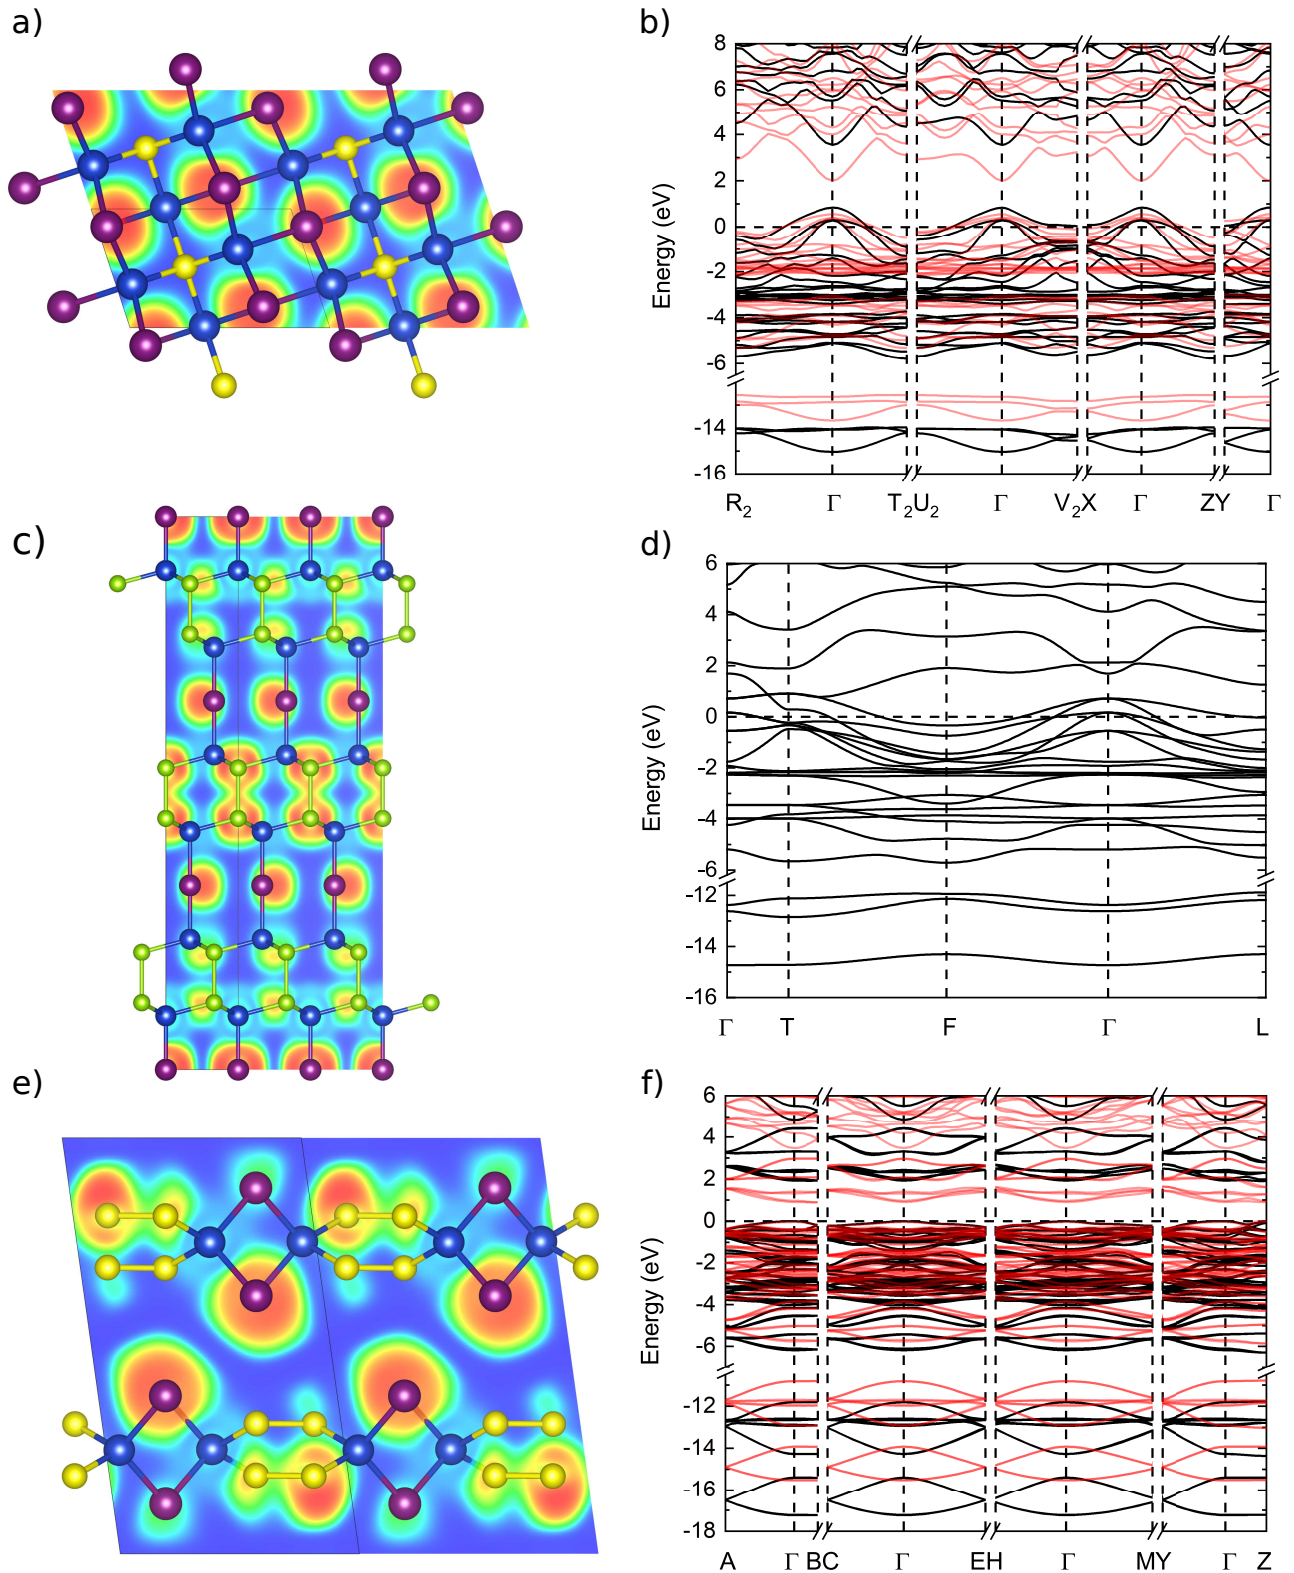 a)
b)
8
6
4
2
0
-2
-4
-6
-14
-16
Energy (eV)
R₂ Γ T₂U₂ Γ V₂X Γ ZY Γ
c)
d)
6
4
2
0
-2
-4
-6
-12
-14
-16
Energy (eV)
Γ T F Γ L
e)
f)
6
4
2
0
-2
-4
-6
-12
-14
-16
-18
Energy (eV)
A Γ BC Γ EH Γ MY Γ Z